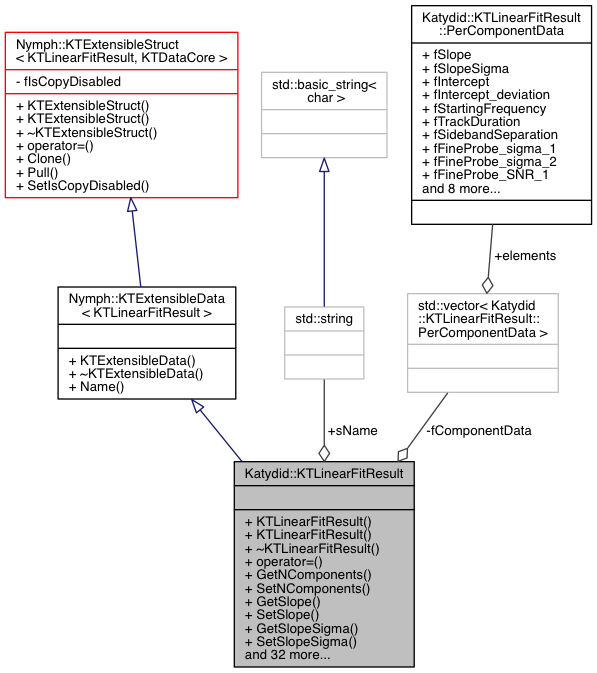 Nymph::KTExtensibleStruct
< KTLinearFitResult, KTDataCore >
- fIsCopyDisabled
+ KTExtensibleStruct()
+ KTExtensibleStruct()
+ ~KTExtensibleStruct()
+ operator=()
+ Clone()
+ Pull()
+ SetIsCopyDisabled()
std::basic_string<
char >
Katydid::KTLinearFitResult
::PerComponentData
+ fSlope
+ fSlopeSigma
+ fIntercept
+ fIntercept_deviation
+ fStartingFrequency
+ fTrackDuration
+ fSidebandSeparation
+ fFineProbe_sigma_1
+ fFineProbe_sigma_2
+ fFineProbe_SNR_1
and 8 more...
+elements
Nymph::KTExtensibleData
< KTLinearFitResult >
+ KTExtensibleData()
+ ~KTExtensibleData()
+ Name()
std::string
std::vector< Katydid
::KTLinearFitResult::
PerComponentData >
+sName
-fComponentData
Katydid::KTLinearFitResult
+ KTLinearFitResult()
+ KTLinearFitResult()
+ ~KTLinearFitResult()
+ operator=()
+ GetNComponents()
+ SetNComponents()
+ GetSlope()
+ SetSlope()
+ GetSlopeSigma()
+ SetSlopeSigma()
and 32 more...